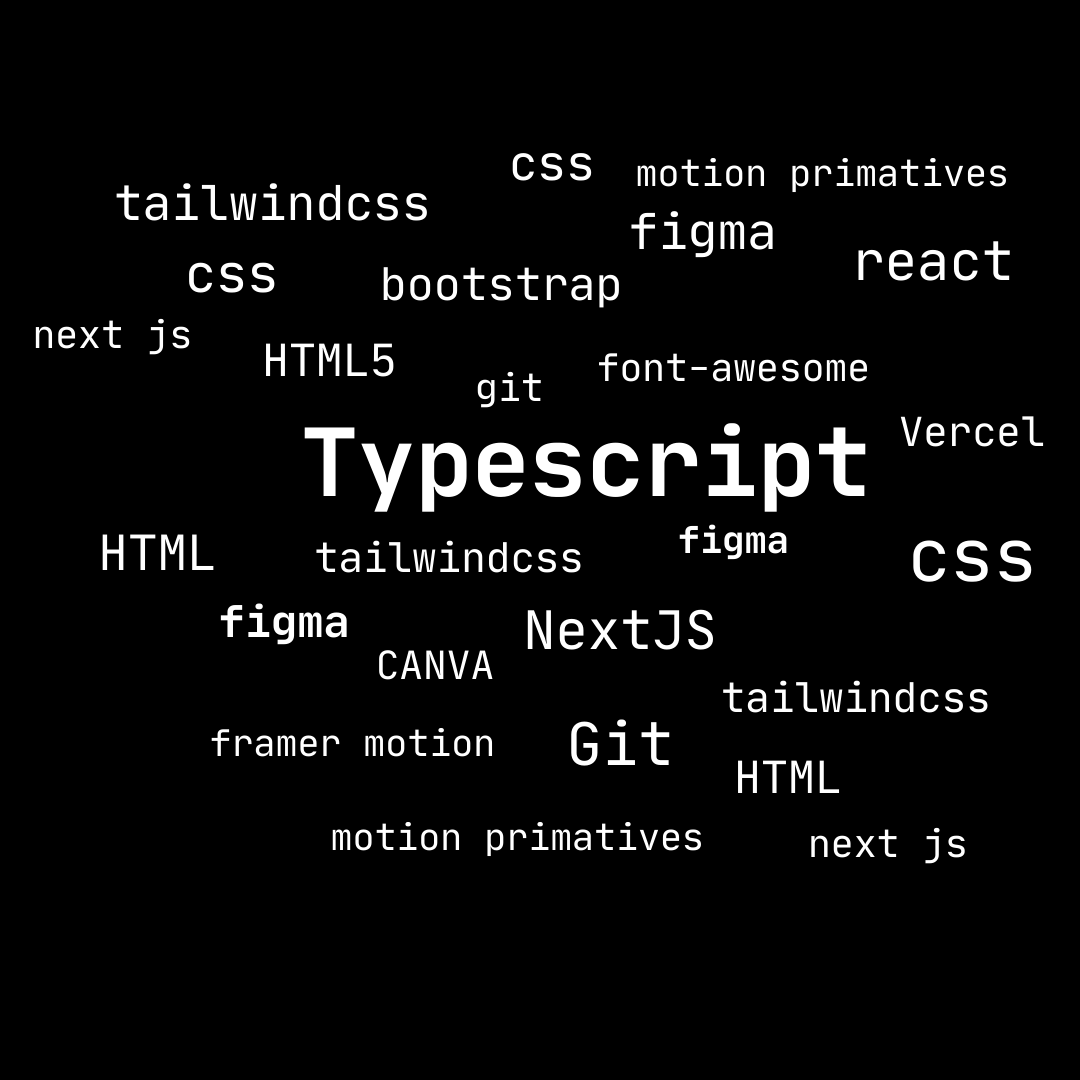 css
motion primatives
tailwindcss
figma
react
css
bootstrap
next js
HTML5
font-awesome
git
Vercel
Typescript
figma
HTML
tailwindcss
css
figma
NextJS
CANVA
tailwindcss
framer motion
Git
HTML
motion primatives
next js